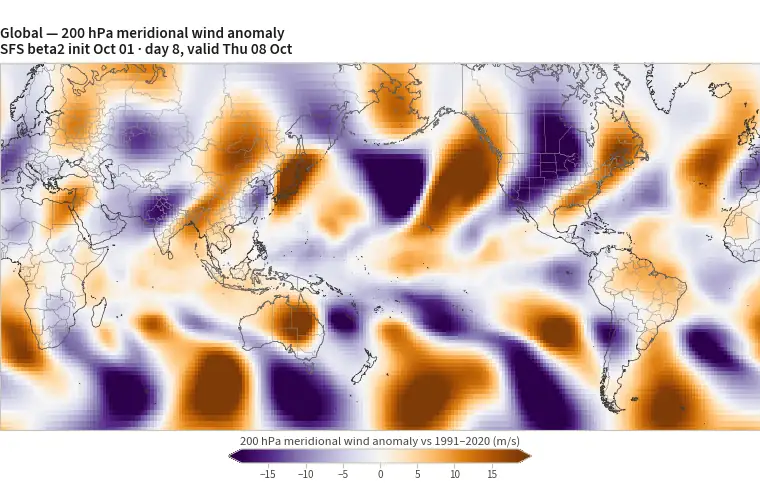 Global — 200 hPa meridional wind anomaly
SFS beta2 init Oct 01 · day 8, valid Thu 08 Oct
200 hPa meridional wind anomaly vs 1991–2020 (m/s)
−15 −10 −5 0 5 10 15